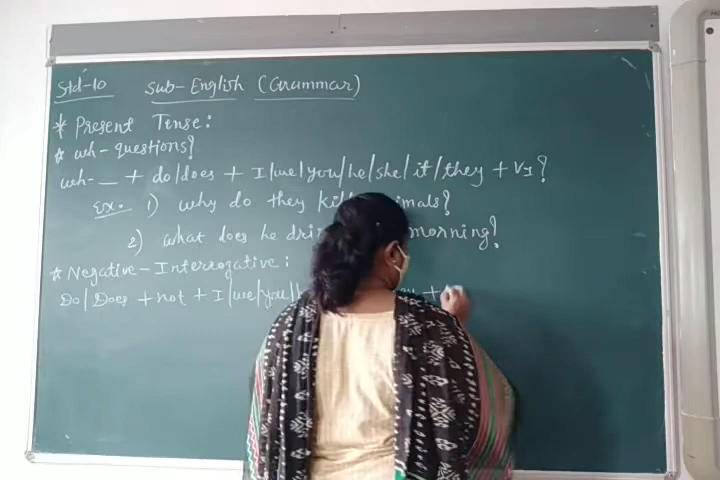 Std-10 Sub-English (Grammar)
* Present Tense:
* wh-questions?
wh-__ + do/does + I/we/you/he/she/it/they + V1?
Ex. 1) why do they kill imals?
2) what does he dri morning?
* Negative-Interrogative:
Do/Does + not + I/we/you/ +